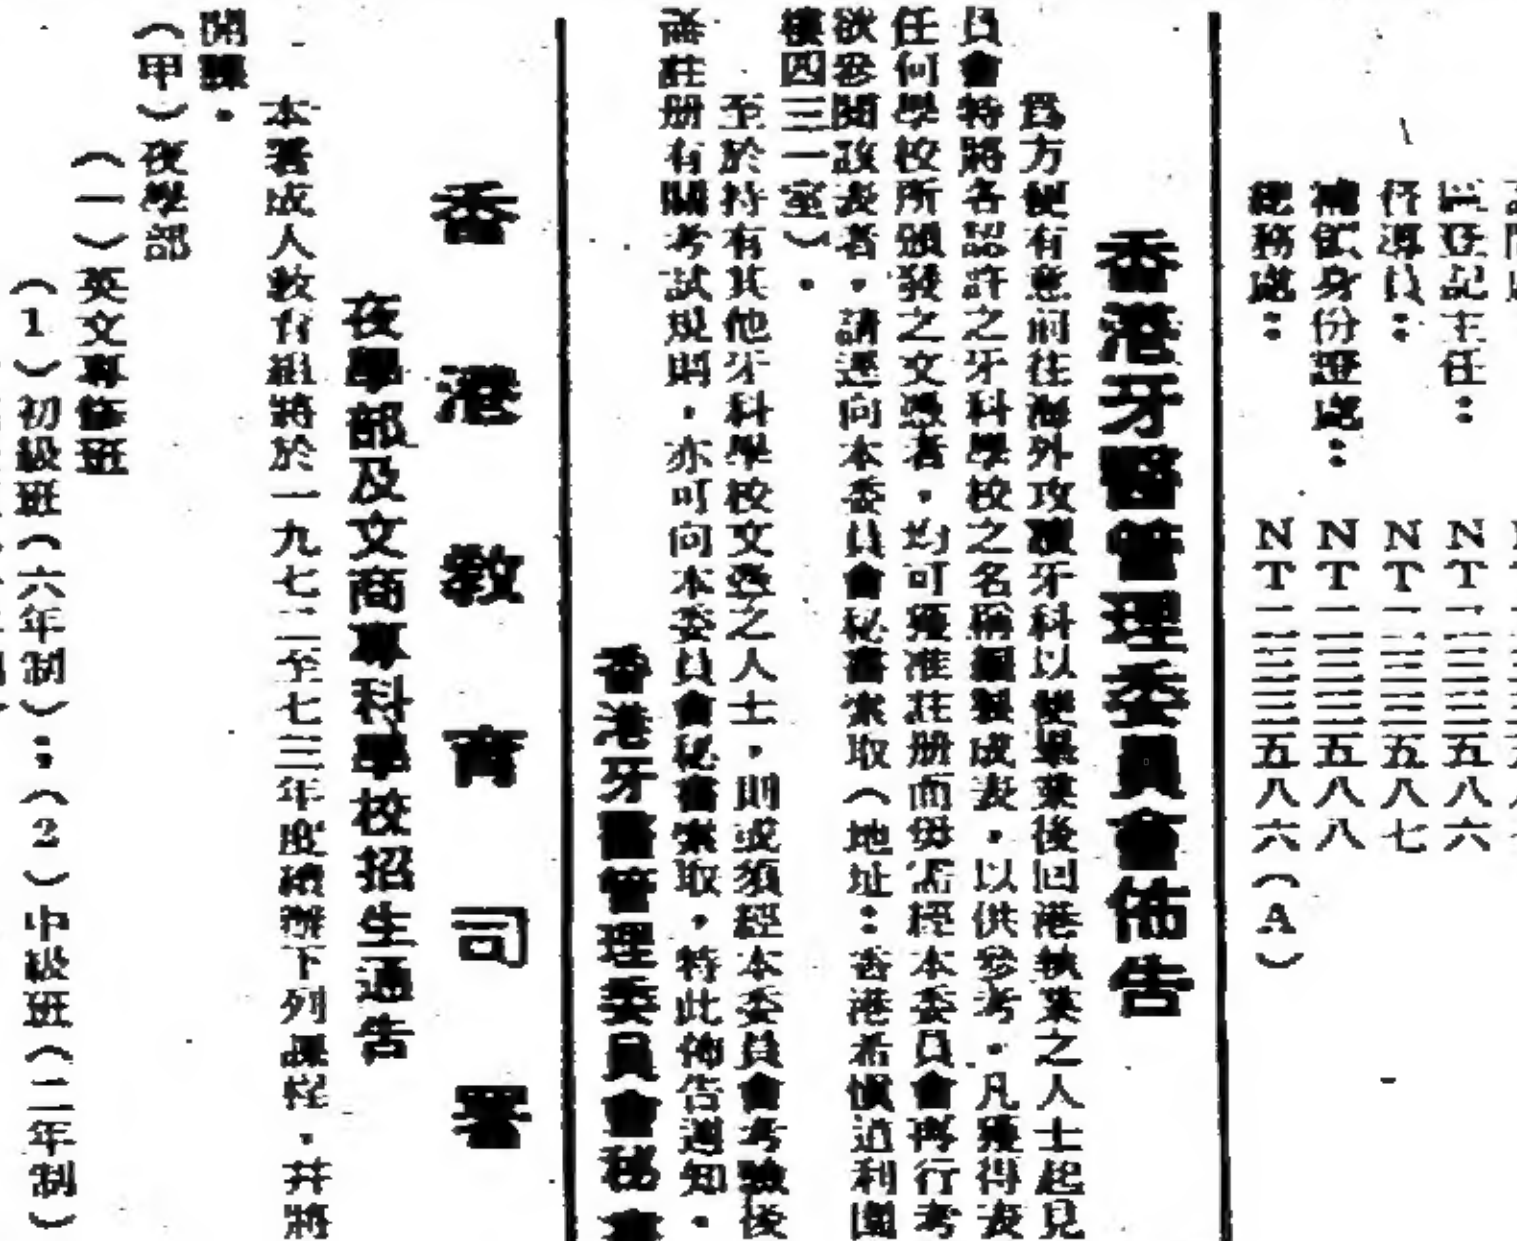 區登記主任：NT一二三三五八六
行導員：NT一二三三五八七
補領身份證處：NT一二三三五八八
總務處：NT一二三三五八六（A）
香港牙醫管理委員會佈告
爲方便有意前往海外攻讀牙科以便畢業後回港執業之人士起見
員會特將各認許之牙科學校之名稱編製成表，以供參考。凡獲得表
任何學校所頒發之文憑者，均可獲准註册而毋需經本委員會再行考
欲參閱該表者，請逕向本委員會秘書索取（地址：香港希慎道利園
樓四三一室）。
至於持有其他牙科學校文憑之人士，則或須經本委員會考驗後
註册有關考試規則，亦可向本委員會秘書索取，特此佈告週知。
香港牙醫管理委員會秘書
香港教育司署
夜學部及文商專科學校招生通告
本署成人教育組將於一九七二至七三年度續辦下列課程，幷將
開課。
（甲）夜學部
（一）英文專修班
（1）初級班（六年制）；（2）中級班（二年制）